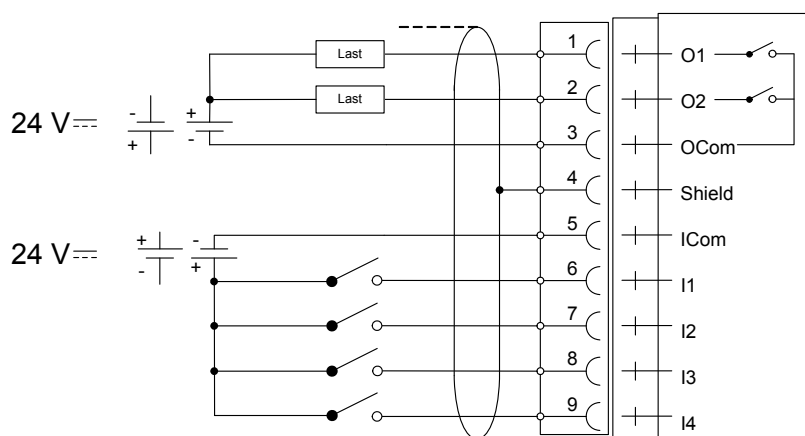 1 O1
Last
2 O2
Last
24 V⎓ - + + -
3 OCom
4 Shield
5 ICom
24 V⎓ + - - +
6 I1
7 I2
8 I3
9 I4